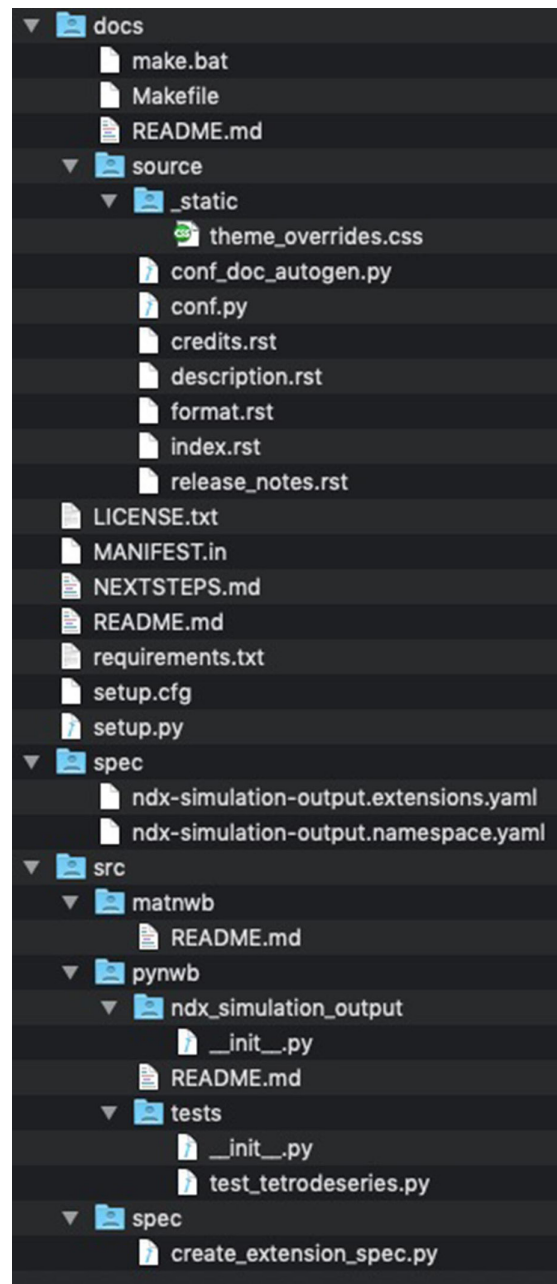 docs
make.bat
Makefile
README.md
source
_static
theme_overrides.css
conf_doc_autogen.py
conf.py
credits.rst
description.rst
format.rst
index.rst
release_notes.rst
LICENSE.txt
MANIFEST.in
NEXTSTEPS.md
README.md
requirements.txt
setup.cfg
setup.py
spec
ndx-simulation-output.extensions.yaml
ndx-simulation-output.namespace.yaml
src
matnwb
README.md
pynwb
ndx_simulation_output
__init__.py
README.md
tests
__init__.py
test_tetrodeseries.py
spec
create_extension_spec.py